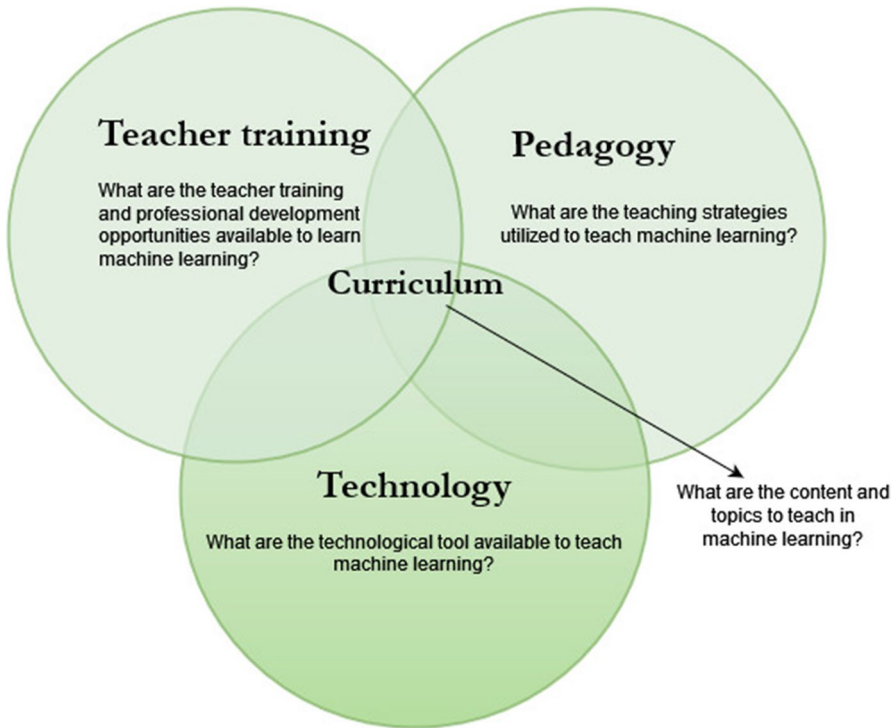 Teacher training
What are the teacher training
and professional development
opportunities available to learn
machine learning?
Pedagogy
What are the teaching strategies
utilized to teach machine learning?
Curriculum
Technology
What are the technological tool available to teach
machine learning?
What are the content and
topics to teach in
machine learning?